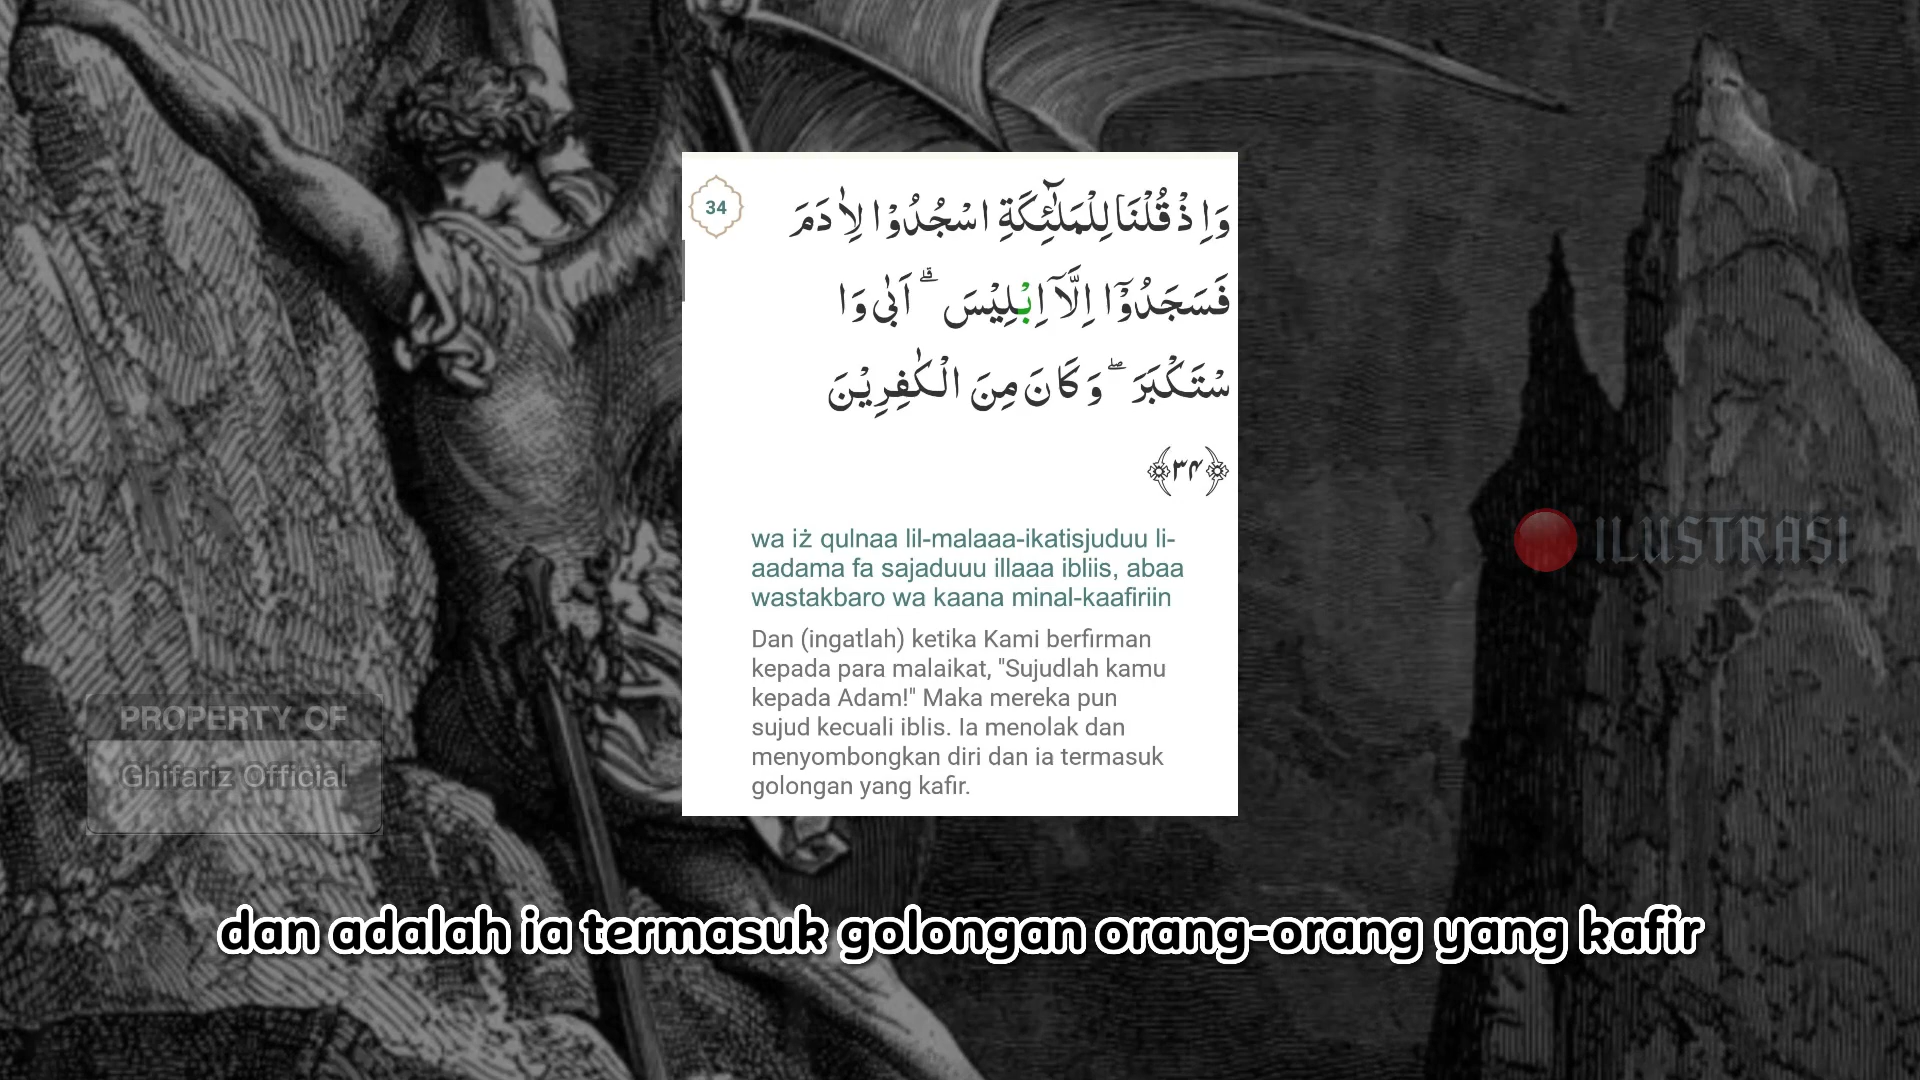 34
وَاِ ذْ قُلْنَا لِلْمَلٰٓئِكَةِ اسْجُدُوْا لِاٰ دَمَ
فَسَجَدُوْۤا اِلَّاۤ اِبْلِيْسَ ۗ اَبٰى وَا
سْتَكْبَرَ ۖ وَكَا نَ مِنَ الْكٰفِرِيْنَ
﴿۳۴﴾
wa iż qulnaa lil-malaaa-ikatisjuduu li-
aadama fa sajaduuu illaaa ibliis, abaa
wastakbaro wa kaana minal-kaafiriin
Dan (ingatlah) ketika Kami berfirman
kepada para malaikat, "Sujudlah kamu
kepada Adam!" Maka mereka pun
sujud kecuali iblis. Ia menolak dan
menyombongkan diri dan ia termasuk
golongan yang kafir.
ILUSTRASI
PROPERTY OF
Ghifariz Official
dan adalah ia termasuk golongan orang-orang yang kafir